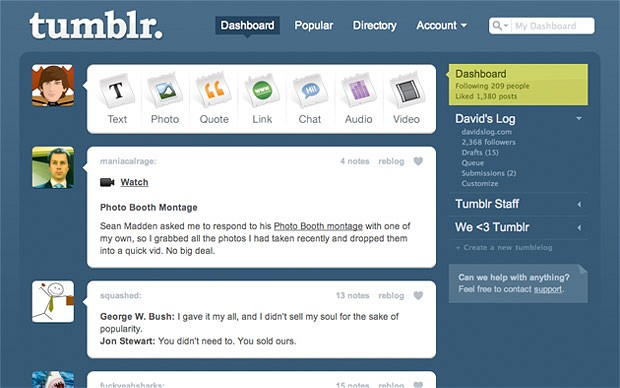 tumblr.
Dashboard Popular Directory Account
My Dashboard
T
www
Hi!
Text Photo Quote Link Chat Audio Video
Dashboard
Following 209 people
Liked 1,380 posts
David's Log
davidslog.com
2,368 followers
Drafts (15)
Queue
Submissions (2)
Customize
Tumblr Staff
We <3 Tumblr
+ Create a new tumblelog
Can we help with anything?
Feel free to contact support.
maniacalrage: 4 notes reblog
Watch
Photo Booth Montage
Sean Madden asked me to respond to his Photo Booth montage with one
of my own, so I grabbed all the photos I had taken recently and dropped them
into a quick vid. No big deal.
squashed: 13 notes reblog
George W. Bush: I gave it my all, and I didn't sell my soul for the sake of
popularity.
Jon Stewart: You didn't need to. You sold ours.
fuckyeahsharks: 15 notes reblog